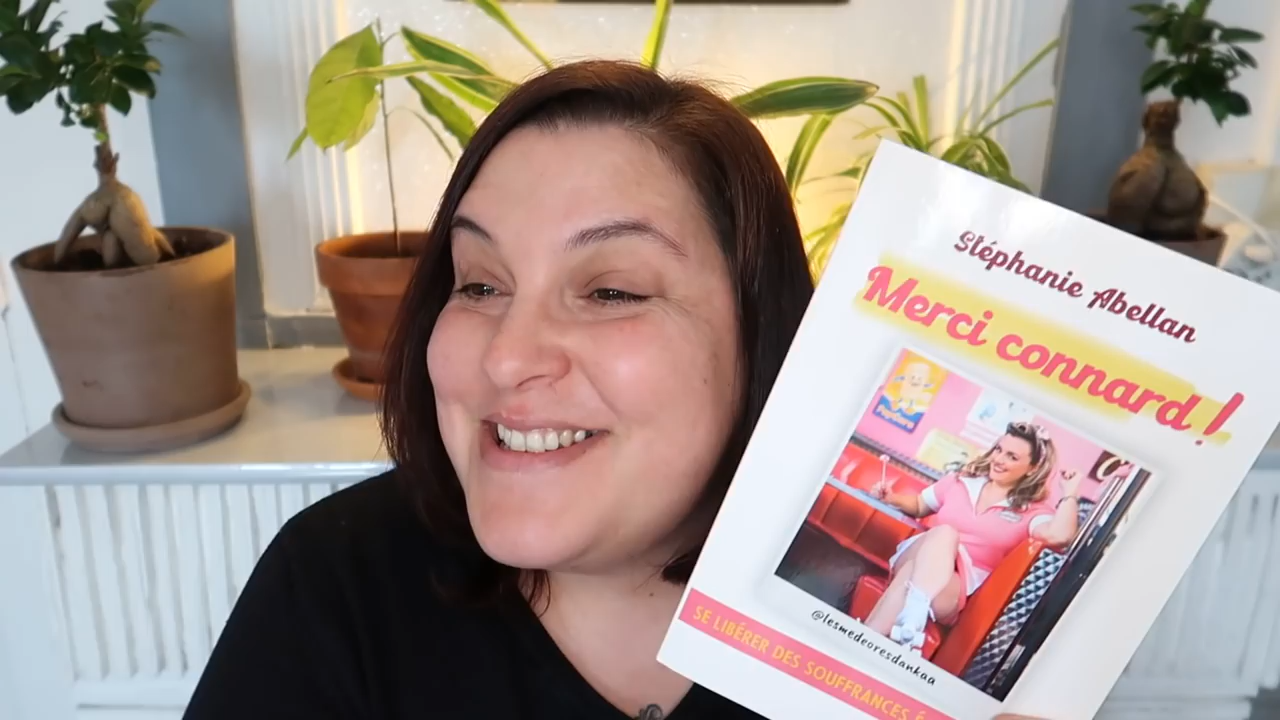 Stéphanie Abellan
Merci connard !
@lesmedeoresdankaa
SE LIBÉRER DES SOUFFRANCES É